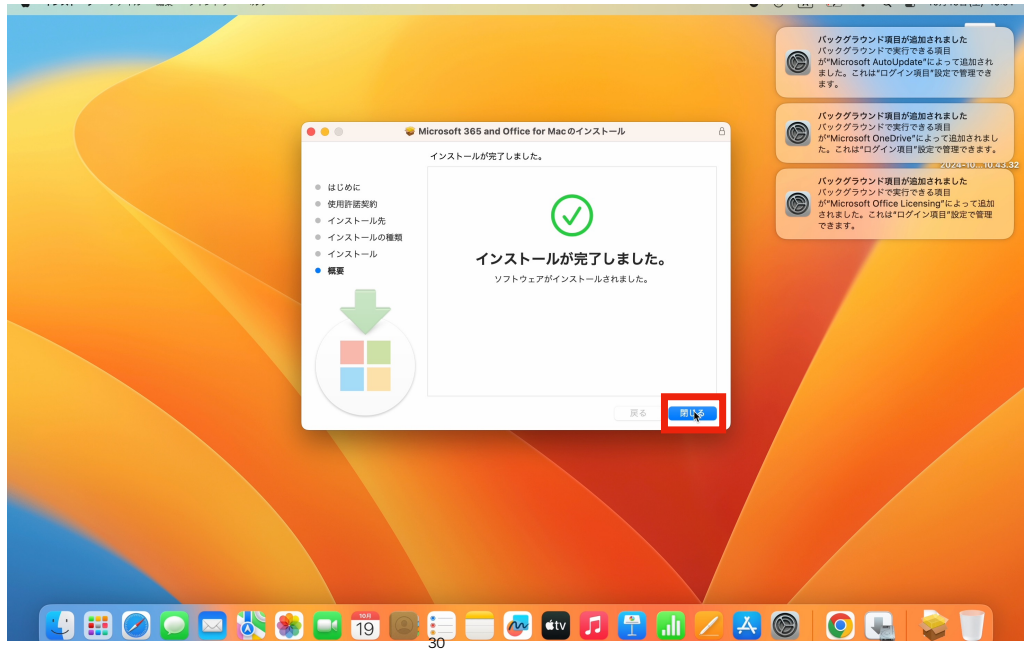 バックグラウンド項目が追加されました
バックグラウンドで実行できる項目
が"Microsoft AutoUpdate"によって追加され
ました。これは"ログイン項目"設定で管理でき
ます。
バックグラウンド項目が追加されました
バックグラウンドで実行できる項目
が"Microsoft OneDrive"によって追加されまし
た。これは"ログイン項目"設定で管理できます。
2024-10...10.43.32
バックグラウンド項目が追加されました
バックグラウンドで実行できる項目
が"Microsoft Office Licensing"によって追加
されました。これは"ログイン項目"設定で管理
できます。
Microsoft 365 and Office for Macのインストール
インストールが完了しました。
はじめに
使用許諾契約
インストール先
インストールの種類
インストール
概要
インストールが完了しました。
ソフトウェアがインストールされました。
戻る
閉じる
10月
19
tv
30